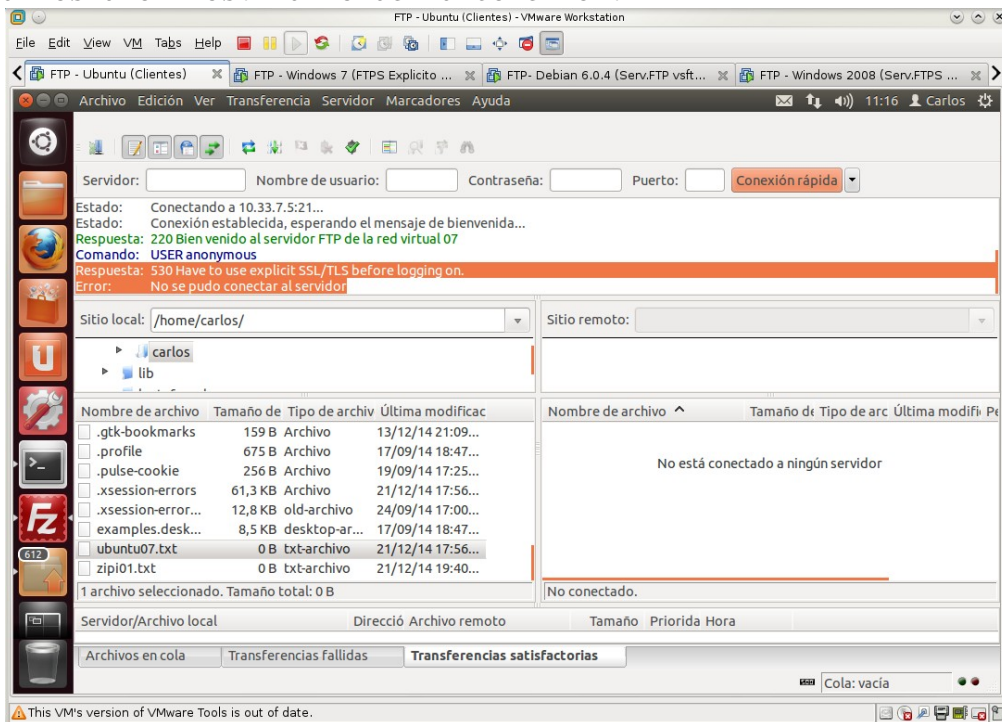 FTP - Ubuntu (Clientes) - VMware Workstation
File Edit View VM Tabs Help
FTP - Ubuntu (Clientes) FTP - Windows 7 (FTPS Explicito ... FTP- Debian 6.0.4 (Serv.FTP vsft... FTP - Windows 2008 (Serv.FTPS ...
Archivo Edición Ver Transferencia Servidor Marcadores Ayuda 11:16 Carlos
Servidor: Nombre de usuario: Contraseña: Puerto: Conexión rápida
Estado: Conectando a 10.33.7.5:21...
Estado: Conexión establecida, esperando el mensaje de bienvenida...
Respuesta: 220 Bien venido al servidor FTP de la red virtual 07
Comando: USER anonymous
Respuesta: 530 Have to use explicit SSL/TLS before logging on.
Error: No se pudo conectar al servidor
Sitio local: /home/carlos/ Sitio remoto:
carlos
lib
Nombre de archivo Tamaño de Tipo de archiv Última modificac Nombre de archivo Tamaño de Tipo de arc Última modifi Pe
.gtk-bookmarks 159 B Archivo 13/12/14 21:09...
.profile 675 B Archivo 17/09/14 18:47...
.pulse-cookie 256 B Archivo 19/09/14 17:25...
No está conectado a ningún servidor
.xsession-errors 61,3 KB Archivo 21/12/14 17:56...
.xsession-error... 12,8 KB old-archivo 24/09/14 17:00...
examples.desk... 8,5 KB desktop-ar... 17/09/14 18:47...
ubuntu07.txt 0 B txt-archivo 21/12/14 17:56...
zipi01.txt 0 B txt-archivo 21/12/14 19:40...
612
1 archivo seleccionado. Tamaño total: 0 B No conectado.
Servidor/Archivo local Direcció Archivo remoto Tamaño Priorida Hora
Archivos en cola Transferencias fallidas Transferencias satisfactorias
Cola: vacía
This VM's version of VMware Tools is out of date.